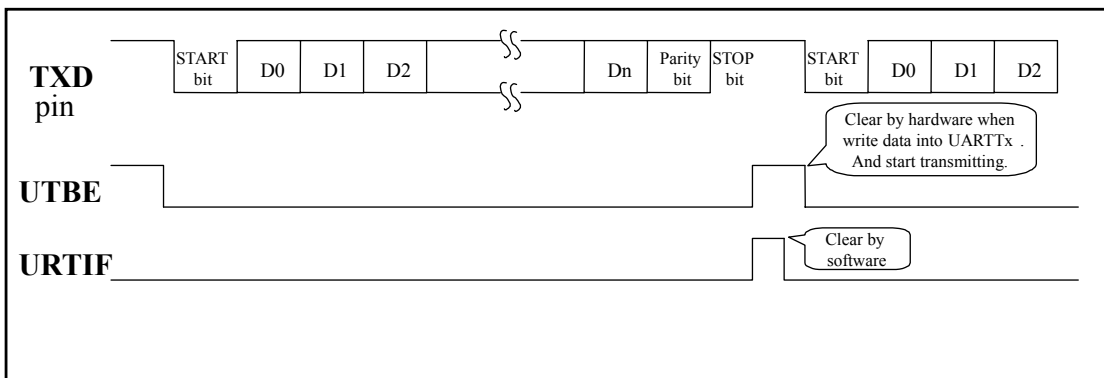 TXD
pin
START
bit
D0
D1
D2
Dn
Parity
bit
STOP
bit
START
bit
D0
D1
D2
Clear by hardware when
write data into UARTTx .
And start transmitting.
UTBE
URTIF
Clear by
software